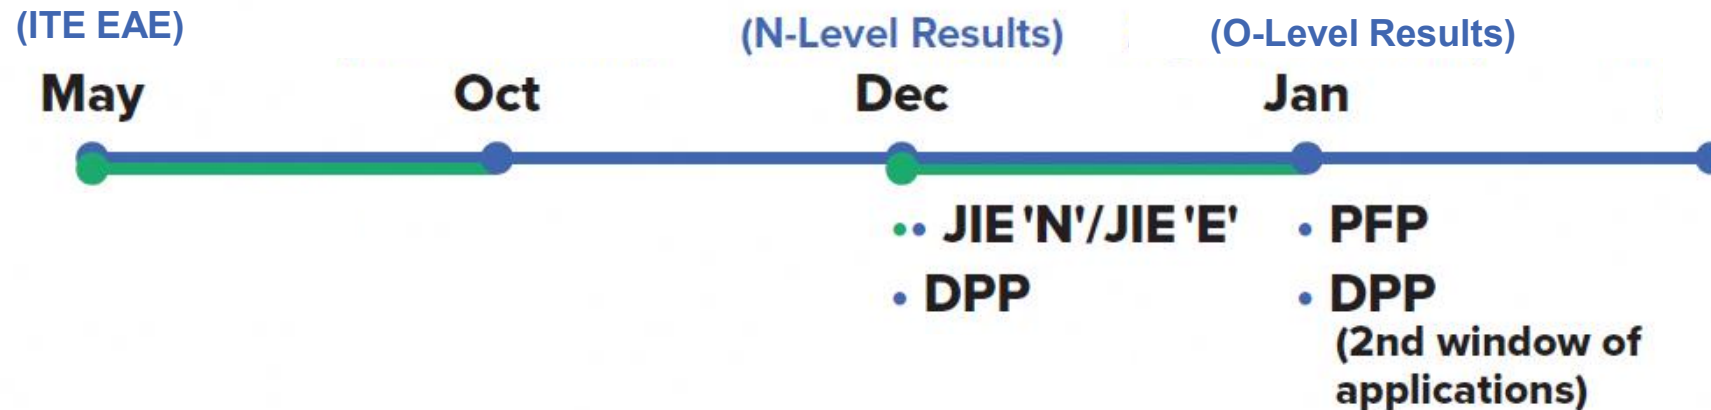 (ITE EAE)
(N-Level Results)
(O-Level Results)
May
Oct
Dec
Jan
JIE 'N'/JIE 'E'
DPP
PFP
DPP
(2nd window of
applications)